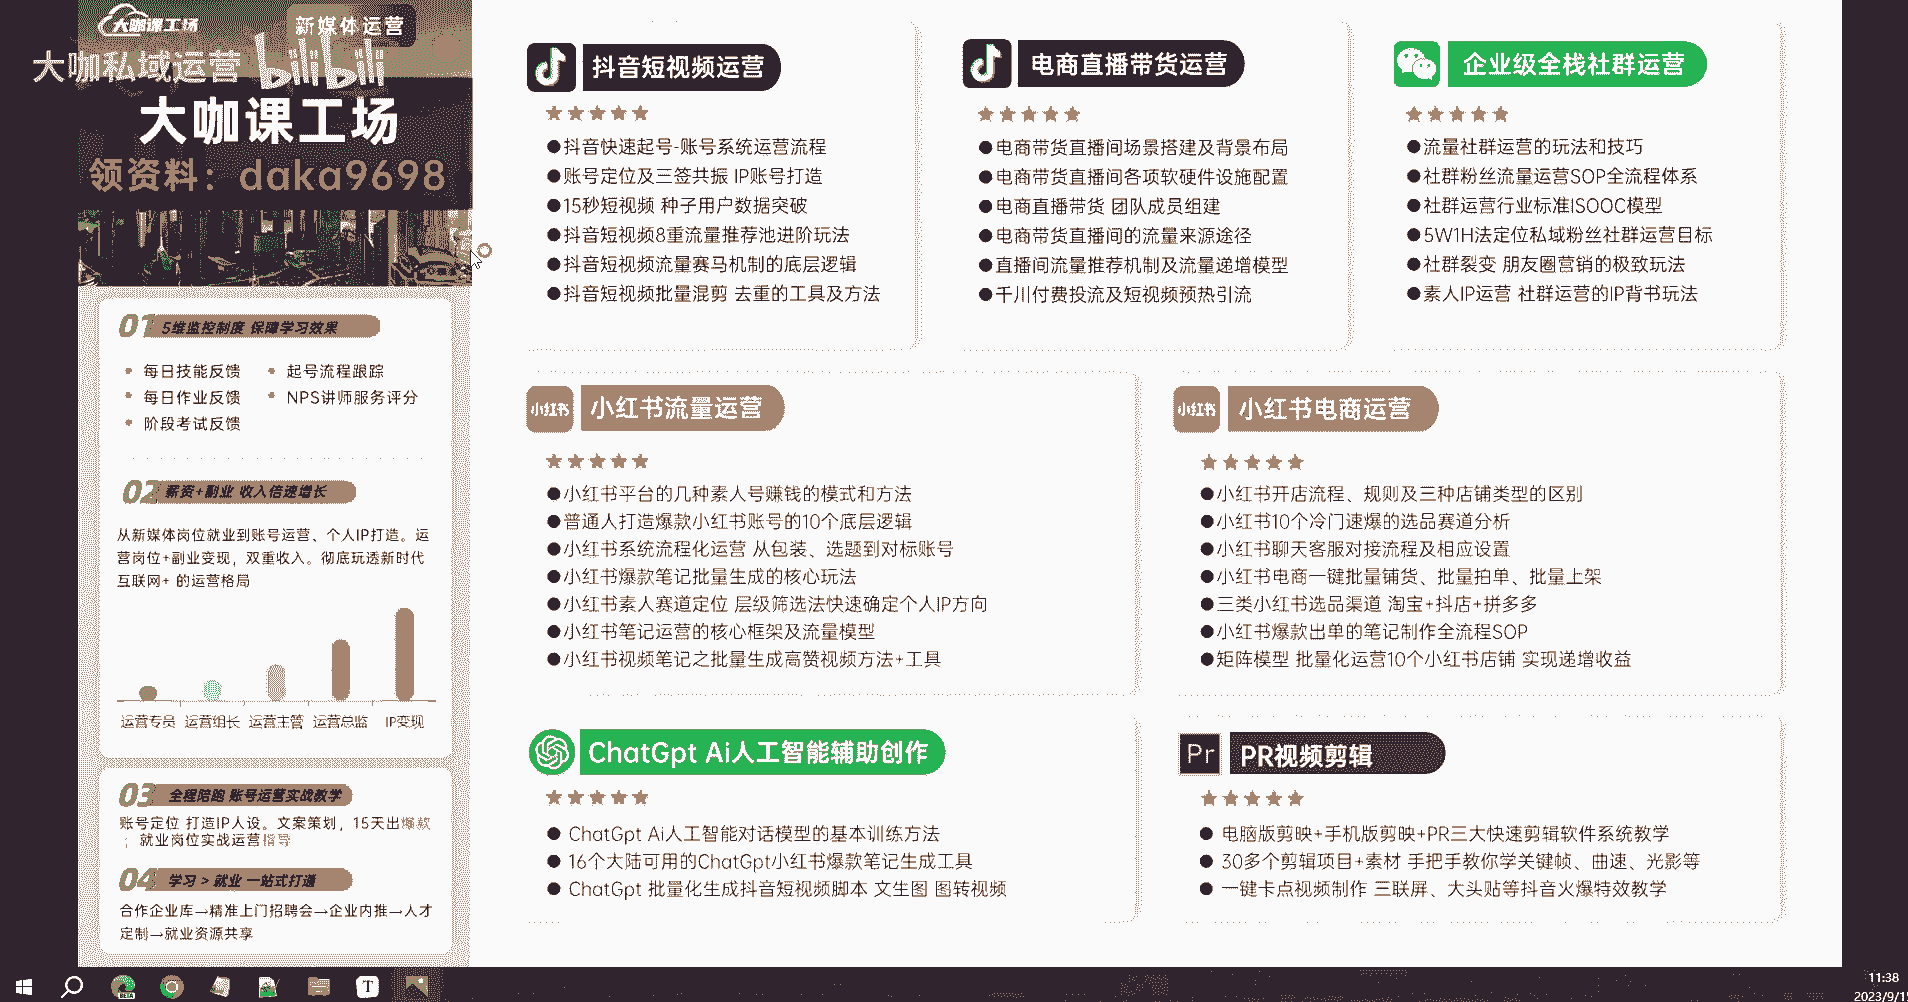 大咖课工场
新媒体运营
大咖私域运营 bilibili
大咖课工场
领资料：daka9698
01 5维监控制度 保障学习效果
每日技能反馈
起号流程跟踪
每日作业反馈
NPS讲师服务评分
阶段考试反馈
02 薪资+副业 收入倍速增长
从新媒体岗位就业到账号运营、个人IP打造。运
营岗位+副业变现，双重收入。彻底玩透新时代
互联网+ 的运营格局
运营专员 运营组长 运营主管 运营总监 IP变现
03 全程陪跑 账号运营实战教学
账号定位 打造IP人设。文案策划，15天出爆款
；就业岗位实战运营指导
04 学习 > 就业 一站式打通
合作企业库→精准上门招聘会→企业内推→人才
定制→就业资源共享
抖音短视频运营
●抖音快速起号-账号系统运营流程
●账号定位及三签共振 IP账号打造
●15秒短视频 种子用户数据突破
●抖音短视频8重流量推荐池进阶玩法
●抖音短视频流量赛马机制的底层逻辑
●抖音短视频批量混剪 去重的工具及方法
电商直播带货运营
●电商带货直播间场景搭建及背景布局
●电商带货直播间各项软硬件设施配置
●电商直播带货 团队成员组建
●电商带货直播间的流量来源途径
●直播间流量推荐机制及流量递增模型
●千川付费投流及短视频预热引流
企业级全栈社群运营
●流量社群运营的玩法和技巧
●社群粉丝流量运营SOP全流程体系
●社群运营行业标准ISOOC模型
●5W1H法定位私域粉丝社群运营目标
●社群裂变 朋友圈营销的极致玩法
●素人IP运营 社群运营的IP背书玩法
小红书 小红书流量运营
●小红书平台的几种素人号赚钱的模式和方法
●普通人打造爆款小红书账号的10个底层逻辑
●小红书系统流程化运营 从包装、选题到对标账号
●小红书爆款笔记批量生成的核心玩法
●小红书素人赛道定位 层级筛选法快速确定个人IP方向
●小红书笔记运营的核心框架及流量模型
●小红书视频笔记之批量生成高赞视频方法+工具
小红书 小红书电商运营
●小红书开店流程、规则及三种店铺类型的区别
●小红书10个冷门速爆的选品赛道分析
●小红书聊天客服对接流程及相应设置
●小红书电商一键批量铺货、批量拍单、批量上架
●三类小红书选品渠道 淘宝+抖店+拼多多
●小红书爆款出单的笔记制作全流程SOP
●矩阵模型 批量化运营10个小红书店铺 实现递增收益
ChatGpt Ai人工智能辅助创作
● ChatGpt Ai人工智能对话模型的基本训练方法
● 16个大陆可用的ChatGpt小红书爆款笔记生成工具
● ChatGpt 批量化生成抖音短视频脚本 文生图 图转视频
Pr PR视频剪辑
● 电脑版剪映+手机版剪映+PR三大快速剪辑软件系统教学
● 30多个剪辑项目+素材 手把手教你学关键帧、曲速、光影等
● 一键卡点视频制作 三联屏、大头贴等抖音火爆特效教学
BETA
T
11:38